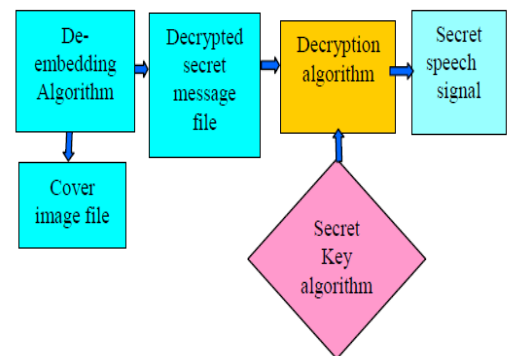 De-
embedding
Algorithm
Decrypted
secret
message
file
Decryption
algorithm
Secret
speech
signal
Cover
image file
Secret
Key
algorithm